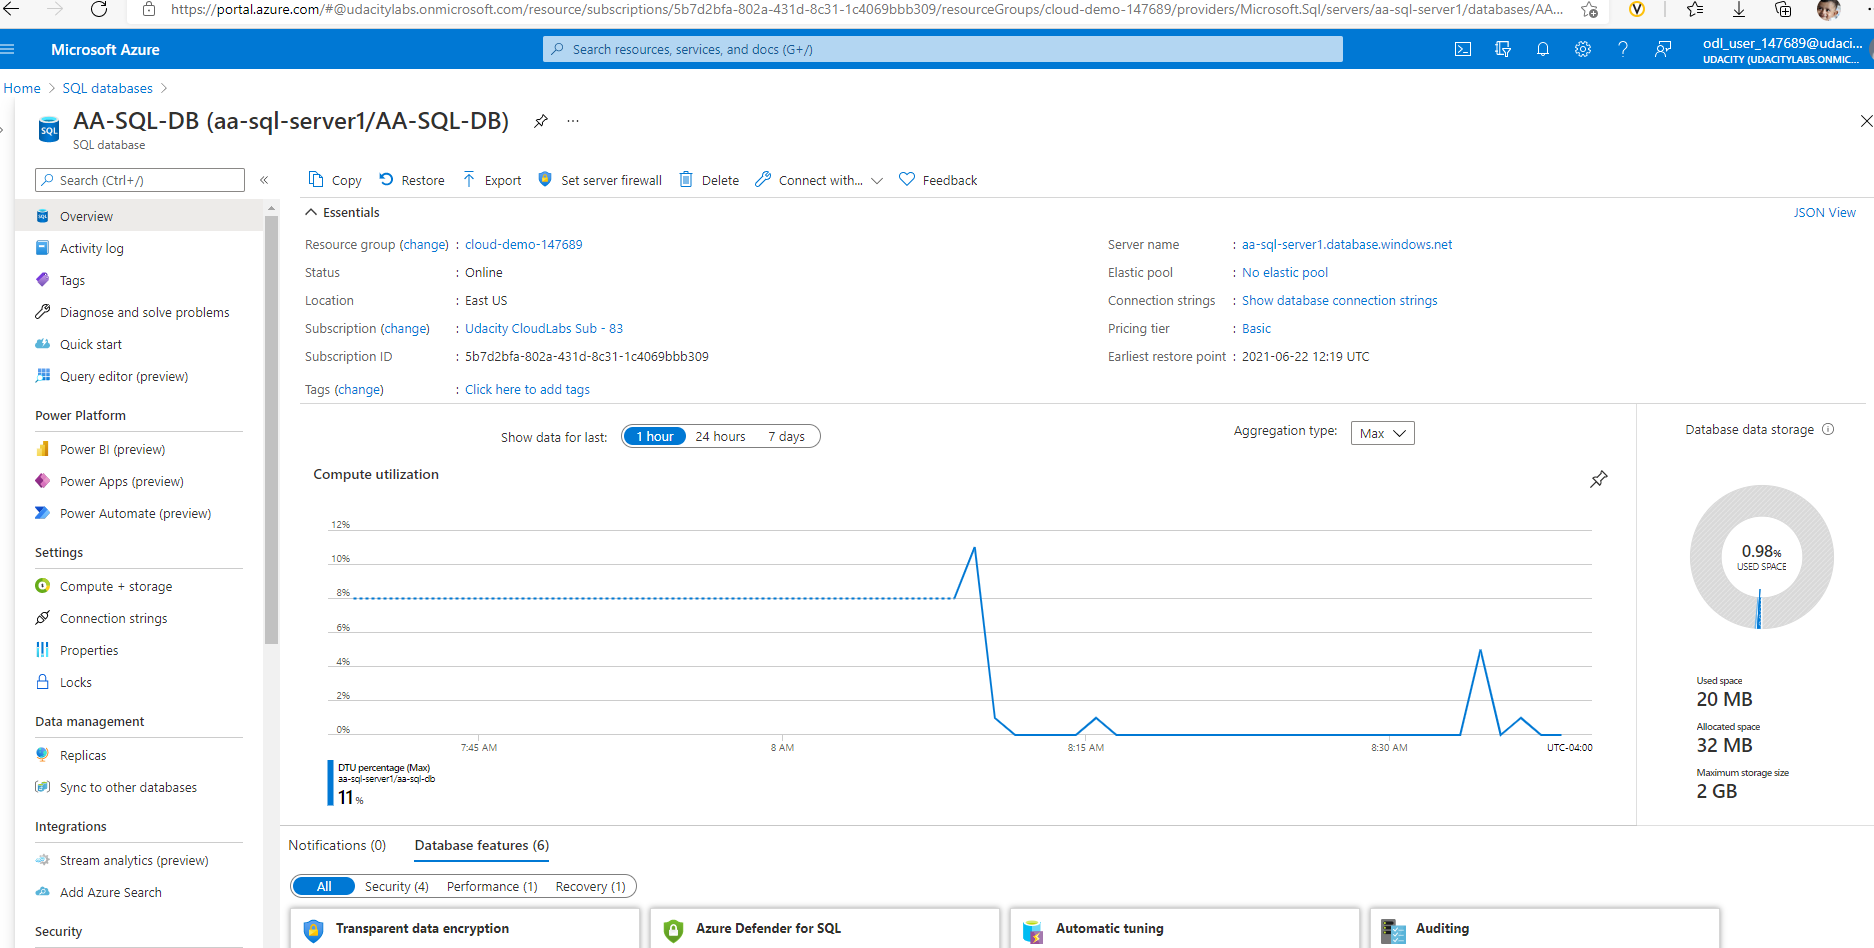 https://portal.azure.com/#@udacitylabs.onmicrosoft.com/resource/subscriptions/5b7d2bfa-802a-431d-8c31-1c4069bbb309/resourceGroups/cloud-demo-147689/providers/Microsoft.Sql/servers/aa-sql-server1/databases/AA...
Microsoft Azure
Search resources, services, and docs (G+/)
odl_user_147689@udaci...
UDACITY (UDACITYLABS.ONMIC...
Home > SQL databases >
AA-SQL-DB (aa-sql-server1/AA-SQL-DB)
SQL database
Search (Ctrl+/)
Overview
Activity log
Tags
Diagnose and solve problems
Quick start
Query editor (preview)
Power Platform
Power BI (preview)
Power Apps (preview)
Power Automate (preview)
Settings
Compute + storage
Connection strings
Properties
Locks
Data management
Replicas
Sync to other databases
Integrations
Stream analytics (preview)
Add Azure Search
Security
Copy Restore Export Set server firewall Delete Connect with... Feedback
Essentials
JSON View
Resource group (change) : cloud-demo-147689
Status : Online
Location : East US
Subscription (change) : Udacity CloudLabs Sub - 83
Subscription ID : 5b7d2bfa-802a-431d-8c31-1c4069bbb309
Tags (change) : Click here to add tags
Server name : aa-sql-server1.database.windows.net
Elastic pool : No elastic pool
Connection strings : Show database connection strings
Pricing tier : Basic
Earliest restore point : 2021-06-22 12:19 UTC
Show data for last: 1 hour 24 hours 7 days
Aggregation type: Max
Compute utilization
12%
10%
8%
6%
4%
2%
0%
7:45 AM 8 AM 8:15 AM 8:30 AM UTC-04:00
DTU percentage (Max)
aa-sql-server1/aa-sql-db
11 %
Database data storage
0.98%
USED SPACE
Used space
20 MB
Allocated space
32 MB
Maximum storage size
2 GB
Notifications (0) Database features (6)
All Security (4) Performance (1) Recovery (1)
Transparent data encryption
Azure Defender for SQL
Automatic tuning
Auditing